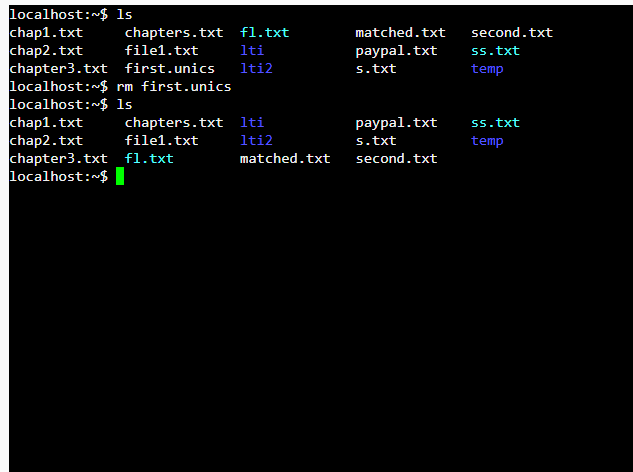 localhost:~$ ls
chap1.txt     chapters.txt  fl.txt        matched.txt   second.txt
chap2.txt     file1.txt     lti           paypal.txt    ss.txt
chapter3.txt  first.unics   lti2          s.txt         temp
localhost:~$ rm first.unics
localhost:~$ ls
chap1.txt     chapters.txt  lti           paypal.txt    ss.txt
chap2.txt     file1.txt     lti2          s.txt         temp
chapter3.txt  fl.txt        matched.txt   second.txt
localhost:~$